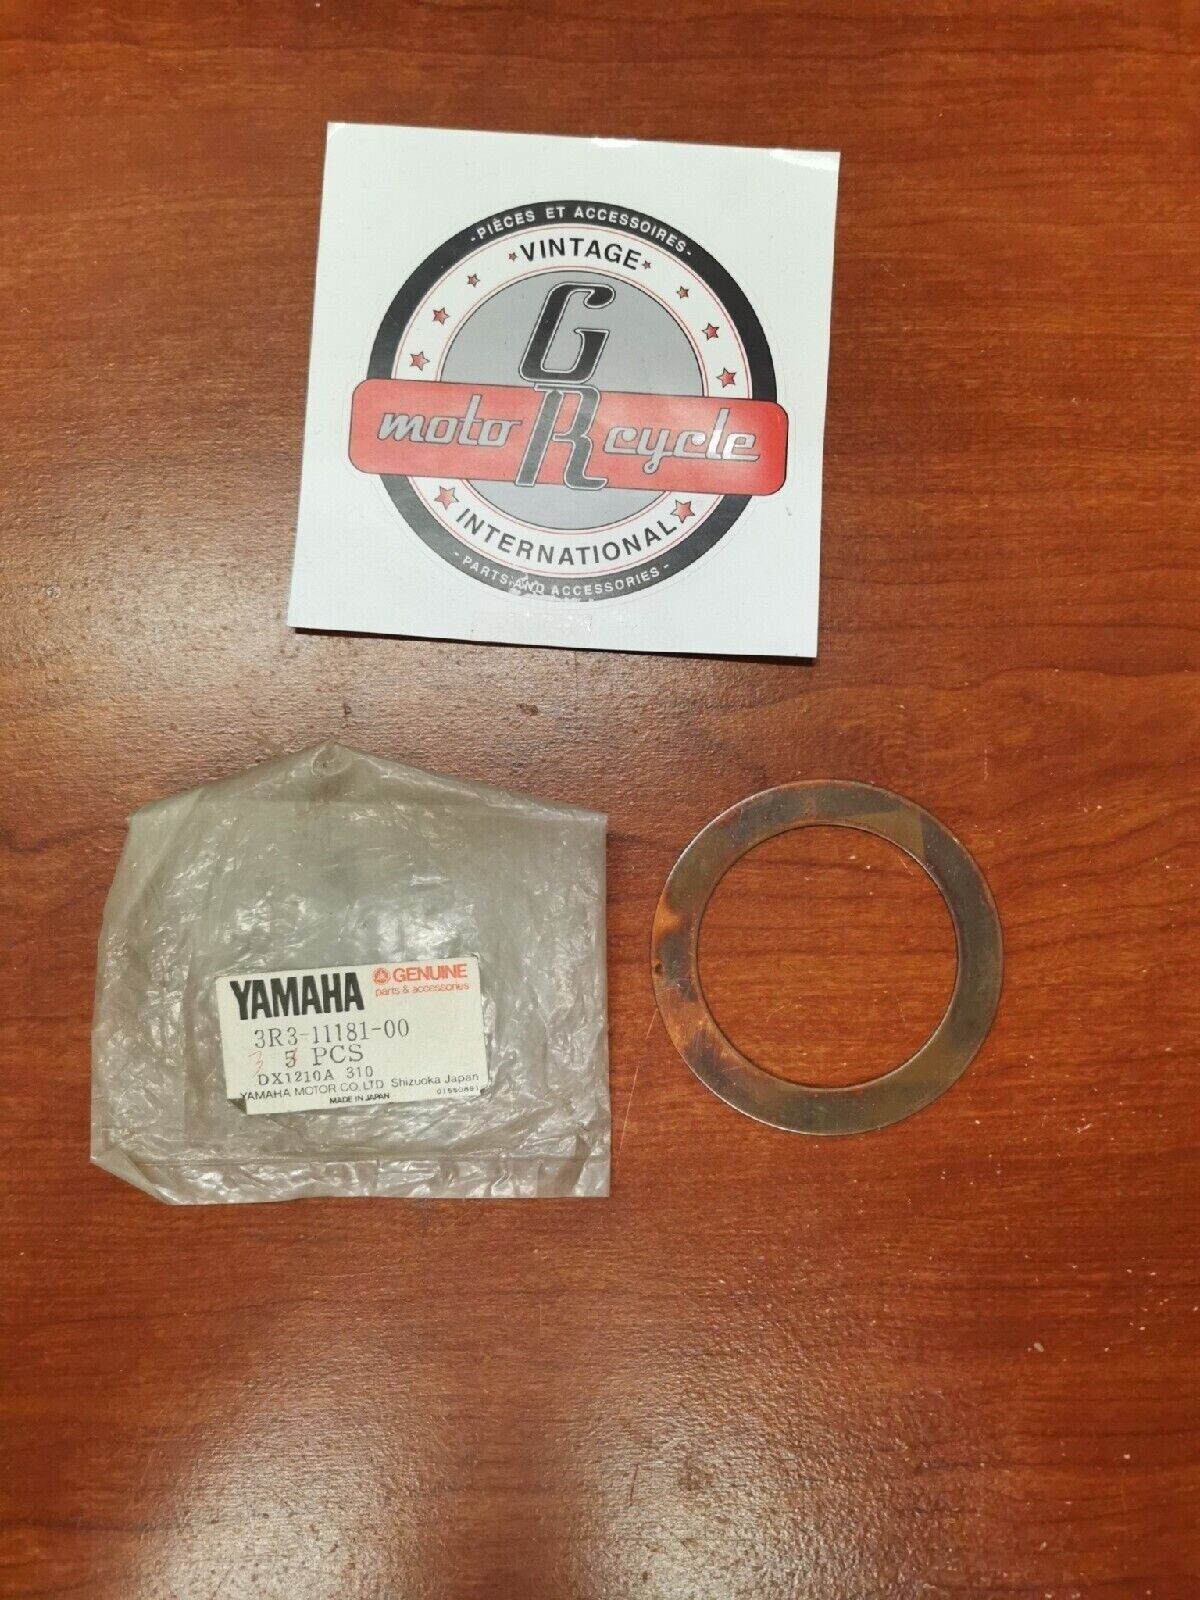 -PIÈCES ET ACCESSOIRES-
VINTAGE
G
moto R cycle
INTERNATIONAL
-PARTS AND ACCESSORIES-
YAMAHA GENUINE
parts & accessories
3R3-11181-00
3 5 PCS
DX1210A 310
YAMAHA MOTOR CO., LTD. Shizuoka Japan
MADE IN JAPAN